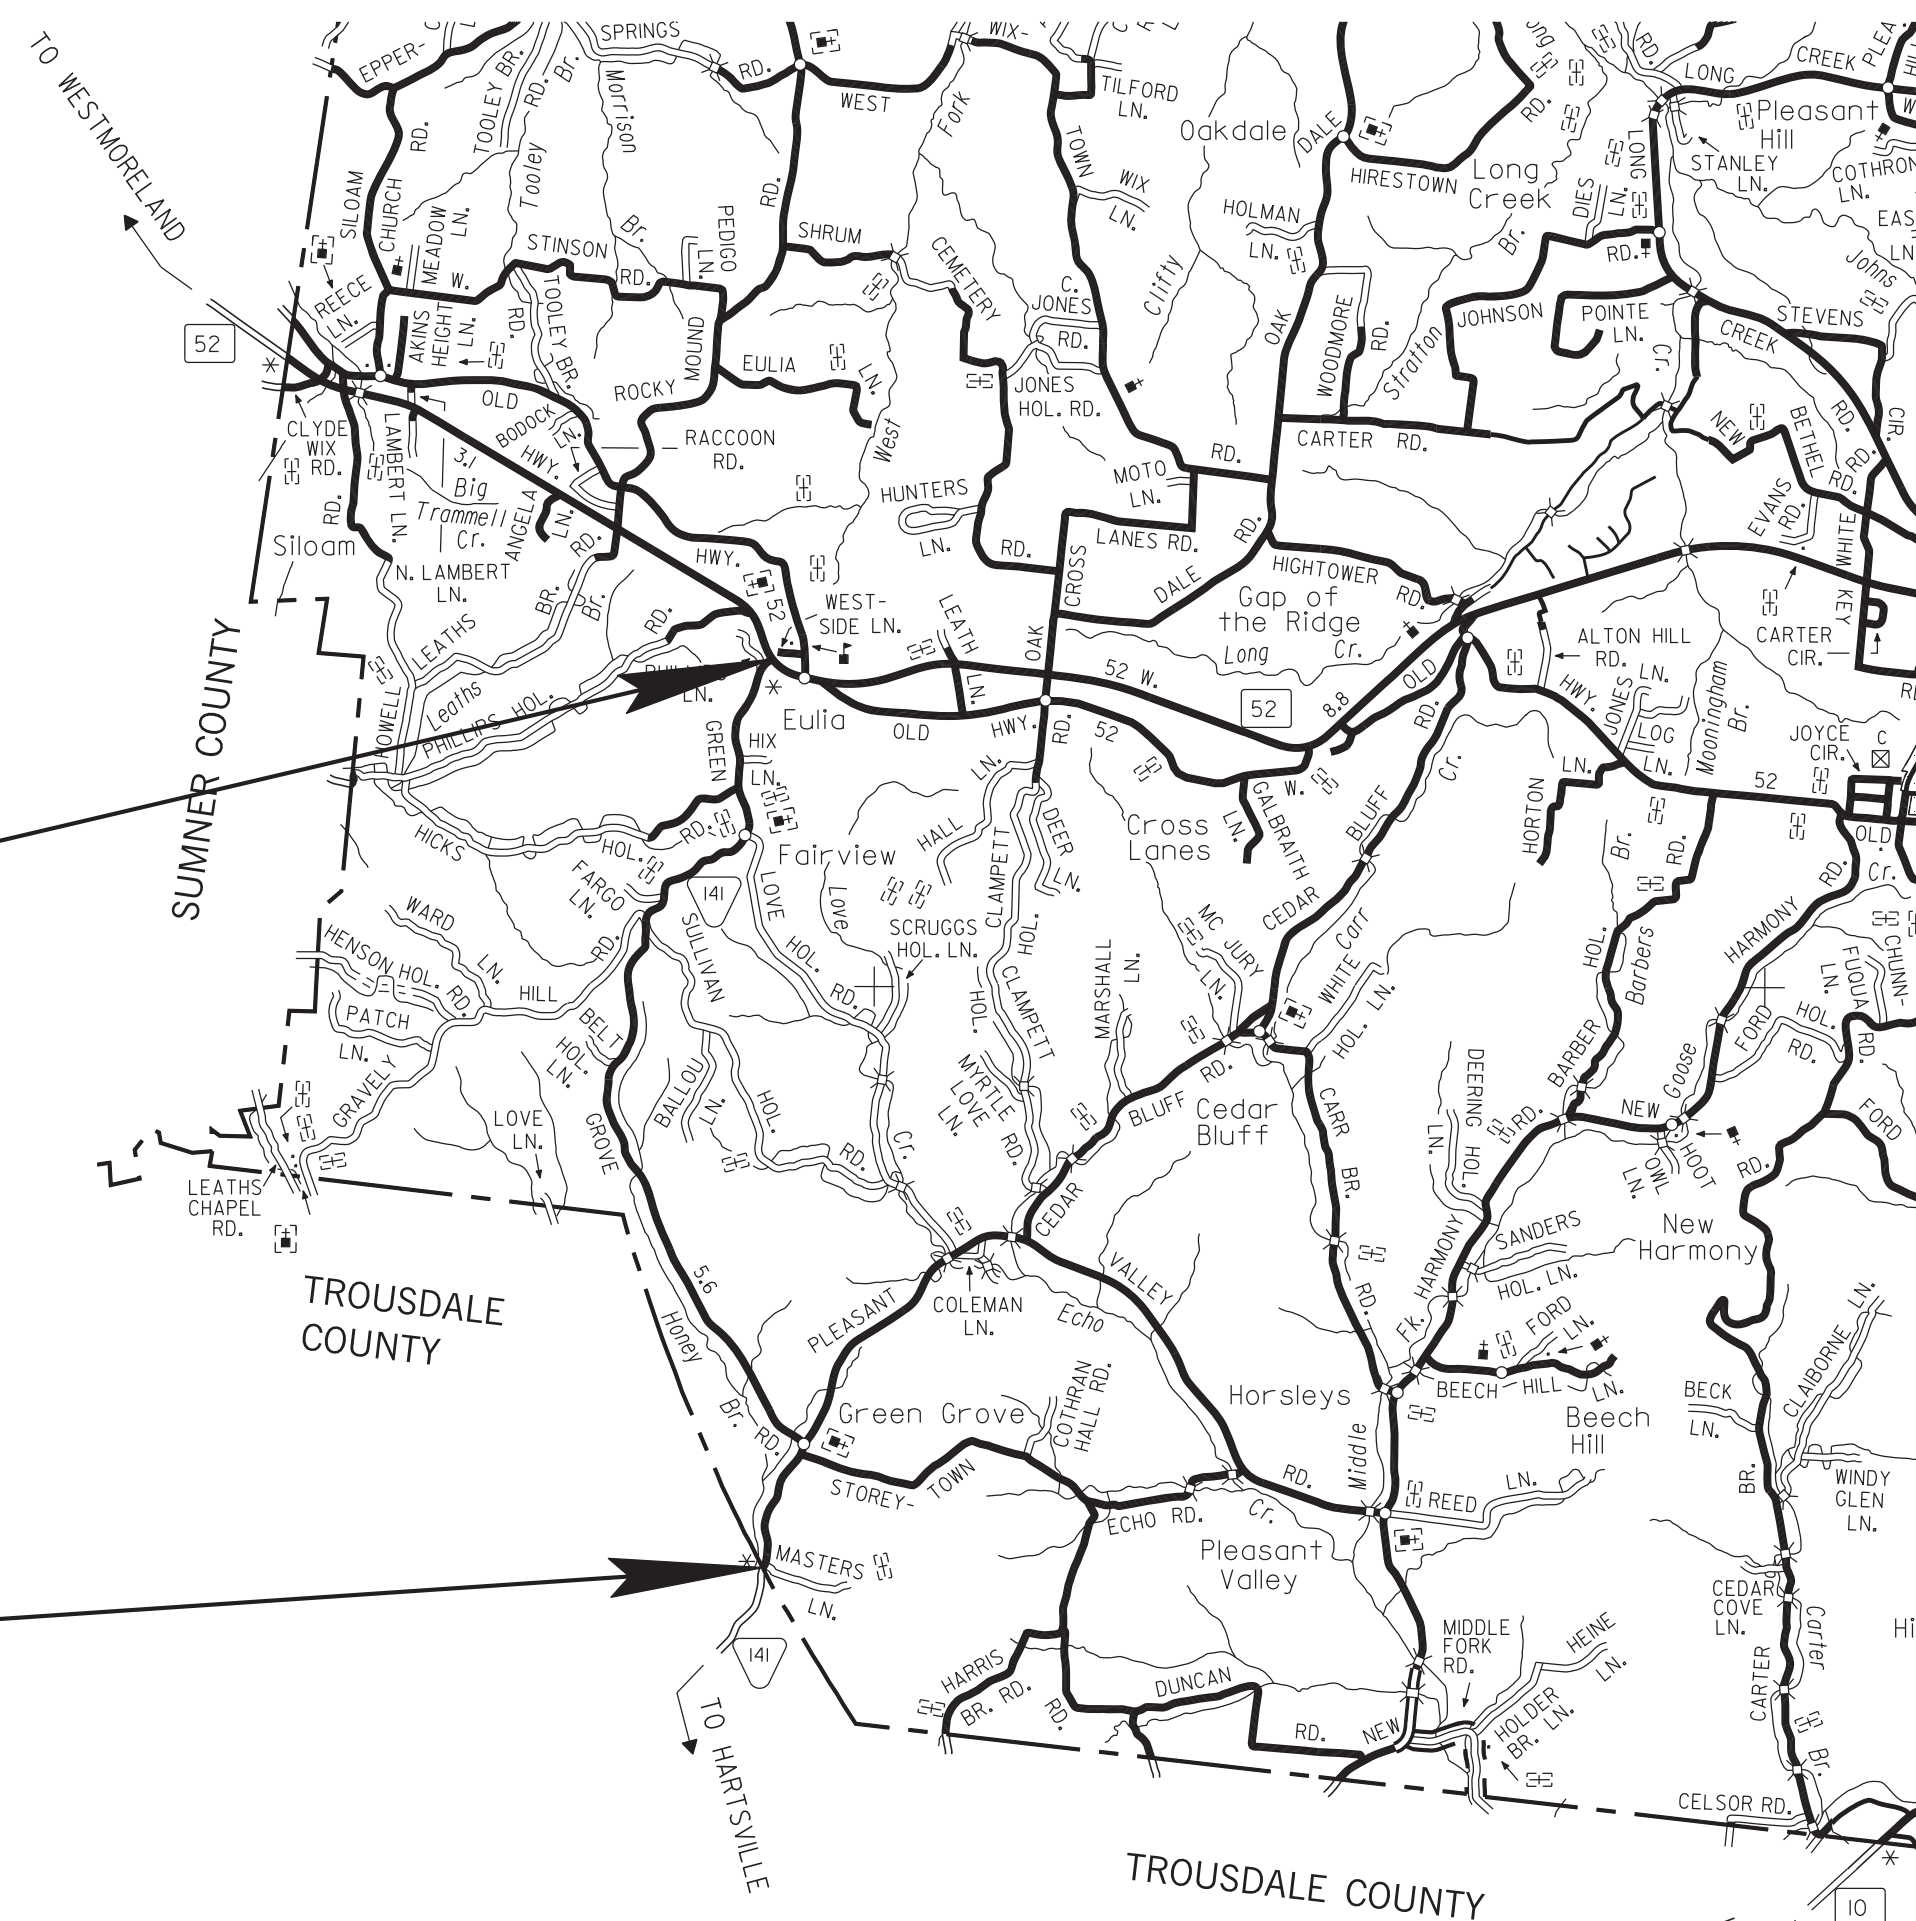 TO WESTMORELAND
EPPER-
SPRINGS
RD.
WEST
WIX-
TILFORD
LN.
TOOLEY BR.
RD.
Br.
Morrison
Tooley
Br.
Fork
TOWN
WIX
LN.
Oakdale
DALE
HIRESTOWN
RD.
Long
Creek
LONG
CREEK
Pleasant
Hill
STANLEY
LN.
COTHRON
LN.
SILOAM
CHURCH
RD.
MEADOW
LN.
STINSON
RD.
W.
PEDIGO
LN.
RD.
SHRUM
CEMETERY
C.
JONES
RD.
Clifty
HOLMAN
LN.
DIES
LN.
LONG
RD.
Johns
REECE
LN.
52
AKINS
HEIGHT
LN.
RD.
TOOLEY BR.
MOUND
ROCKY
EULIA
LN.
JONES
HOL. RD.
OAK
WOODMORE
RD.
Stratton
Br.
JOHNSON
POINTE
LN.
STEVENS
CREEK
RD.
CIR.
Cr.
CLYDE
WIX
RD.
OLD
BODOCK
LN.
HWY.
LAMBERT LN.
3.1
Big
Trammell
Cr.
RACCOON
RD.
West
HUNTERS
LN.
RD.
MOTO
LN.
RD.
CARTER RD.
NEW
BETHEL
RD.
RD.
EVANS
RD.
WHITE
KEY
Siloam
RD.
ANGELA
LN.
RD.
N. LAMBERT
LN.
HWY.
52
WEST-
SIDE LN.
LEATH
LN.
CROSS
LANES RD.
DALE
RD.
HIGHTOWER
RD.
Gap of
the Ridge
Long
Cr.
ALTON HILL
RD.
CARTER
CIR.
SUMNER COUNTY
LEATHS
BR.
Br.
RD.
Leaths
HOWELL
PHILLIPS HOL.
LN.
GREEN
Eulia
OLD
HWY.
OAK
RD.
52 W.
52
52
8.8
OLD
RD.
HWY.
JONES
LN.
LOG
LN.
Mooningham
Br.
JOYCE
CIR.
C
HIX
LN.
HICKS
HOL.
RD.
Fairview
HALL
LN.
CLAMPETT
HOL.
DEER
LN.
Cross
Lanes
W.
GALBRAITH
LN.
BLUFF
Cr.
HORTON
LN.
52
OLD
Cr.
FARGO
LN.
141
LOVE
HOL.
RD.
Love
SCRUGGS
HOL. LN.
MC JURY
LN.
CEDAR
White Carr
WHITE
HOL. LN.
Br.
RD.
HOL.
Barbers
BARBER
HARMONY
RD.
WARD
LN.
HENSON HOL.
RD.
HILL
RD.
PATCH
LN.
SULLIVAN
HOL.
RD.
BELT
HOL.
LN.
GRAVELY
BALLOU
LN.
LOVE
LN.
GROVE
CLAMPETT
HOL.
MYRTLE
LOVE
LN.
RD.
MARSHALL
LN.
BLUFF
RD.
Cedar
Bluff
CARR
BR.
RD.
DEERING
HOL.
LN.
RD.
NEW
Goose
FORD
HOL.
RD.
FUQUA
LN.
CHUNN-
RD.
FORD
OWL
HOOT
LN.
RD.
New
Harmony
LEATHS
CHAPEL
RD.
TROUSDALE
COUNTY
5.6
Honey
Br.
RD.
PLEASANT
COLEMAN
LN.
Cr.
CEDAR
Echo
VALLEY
HARMONY
SANDERS
HOL. LN.
Fk.
FORD
LN.
BEECH HILL
LN.
Beech
Hill
Horsleys
Green Grove
COTHRAN
HALL RD.
STOREY-
TOWN
ECHO RD.
Cr.
RD.
Middle
REED
LN.
Pleasant
Valley
BECK
LN.
CLAIBORNE
LN.
BR.
WINDY
GLEN
LN.
MASTERS
LN.
141
TO HARTSVILLE
HARRIS
BR. RD.
RD.
DUNCAN
RD.
NEW
MIDDLE
FORK
RD.
HEINE
LN.
HOLDER
BR. LN.
CEDAR
COVE
LN.
CARTER
Carter
Br.
CELSOR RD.
TROUSDALE COUNTY
10